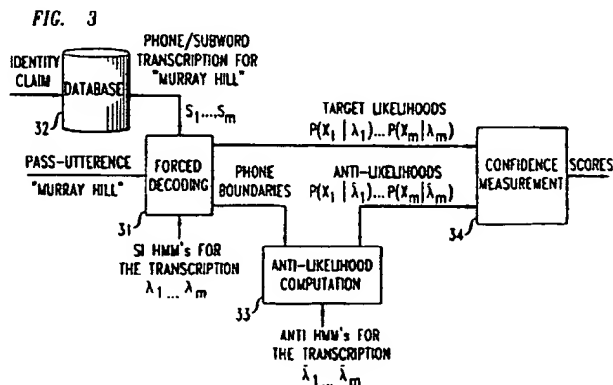 FIG. 3
PHONE/SUBWORD
TRANSCRIPTION FOR
"MURRAY HILL"
IDENTITY
CLAIM
DATABASE
32
S₁...,Sₘ
TARGET LIKELIHOODS
P(X₁ | λ₁)... P(Xₘ | λₘ)
PASS-UTTERENCE
"MURRAY HILL"
FORCED
DECODING
31
PHONE
BOUNDARIES
ANTI-LIKELIHOODS
P(X₁ | λ̄₁)... P(Xₘ | λ̄ₘ)
CONFIDENCE
MEASUREMENT
34
SCORES
SI HMM's FOR
THE TRANSCRIPTION
λ₁... λₘ
ANTI-LIKELIHOOD
COMPUTATION
33
ANTI HMM's FOR
THE TRANSCRIPTION
λ̄₁... λ̄ₘ